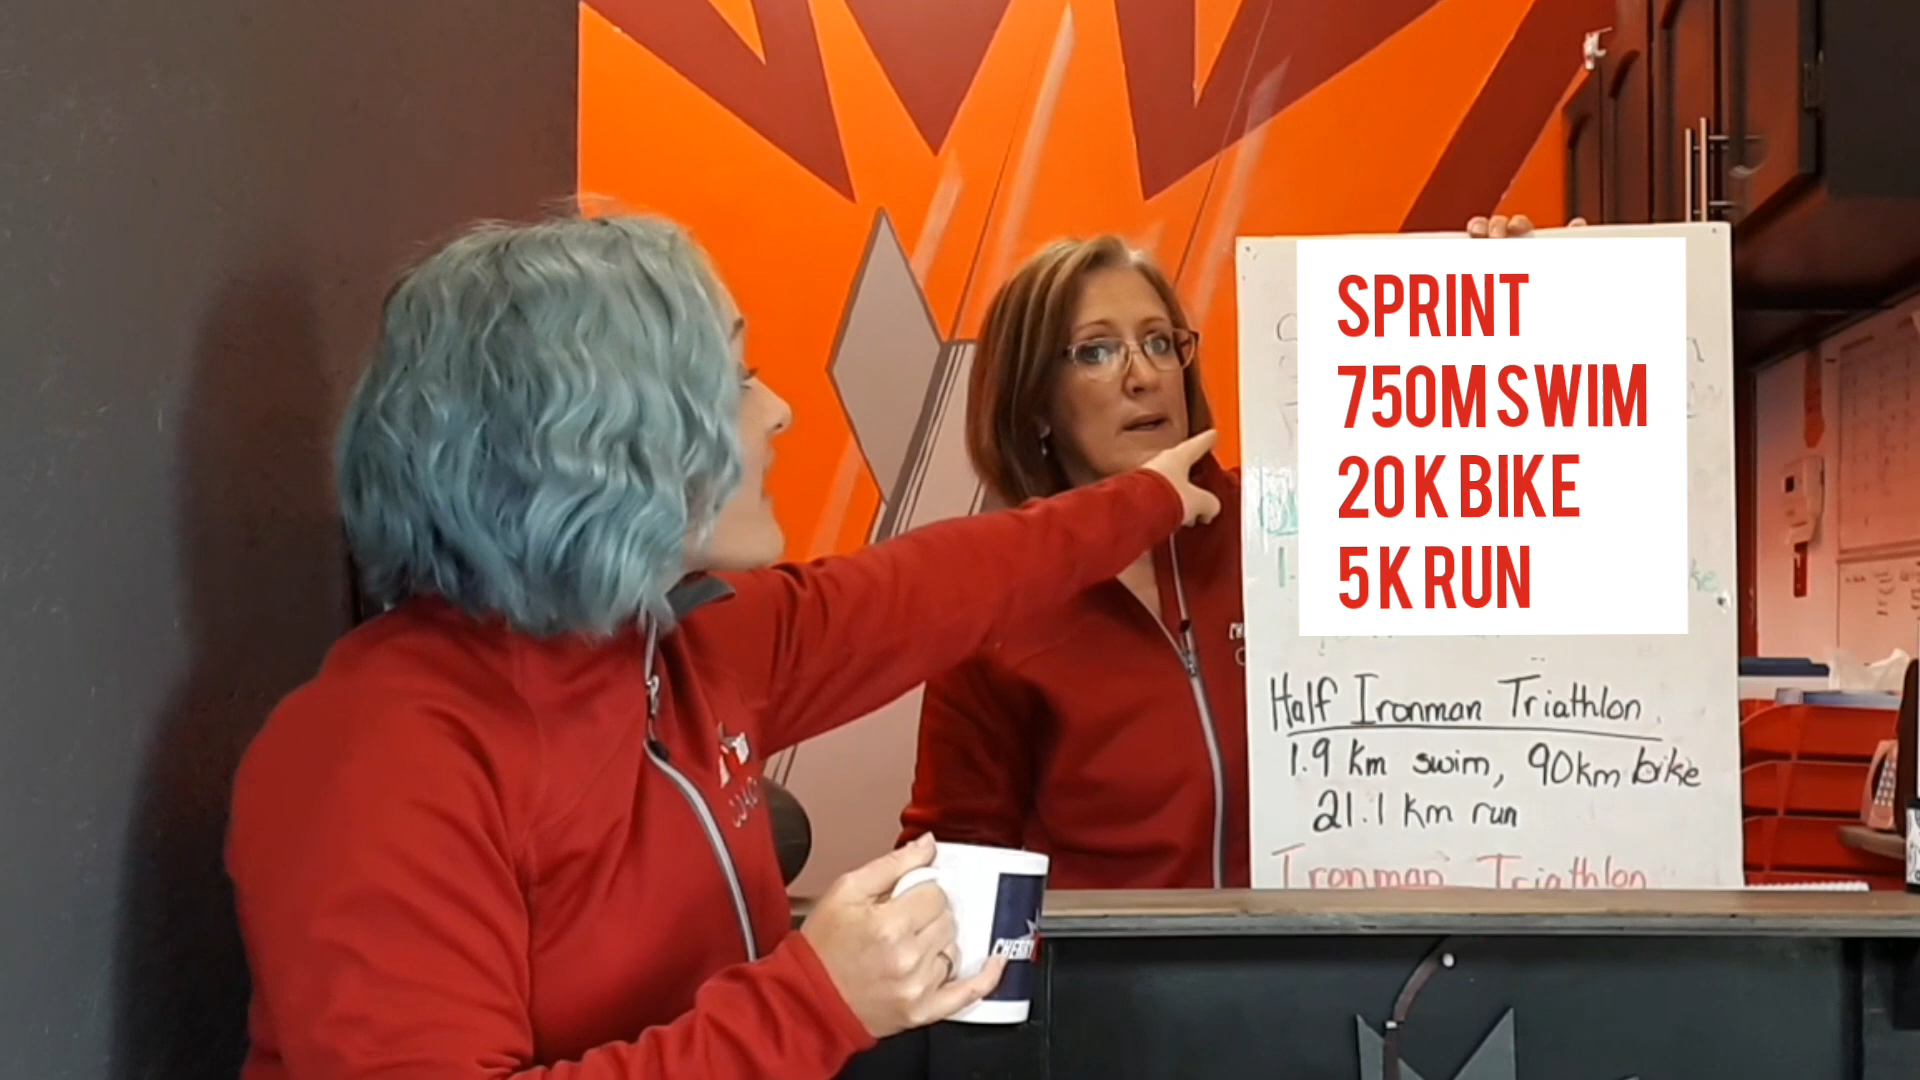 SPRINT
750M SWIM
20K BIKE
5K RUN
Half Ironman Triathlon
1.9 km swim, 90km bike
21.1 km run
Ironman Triathlon
CHERRY